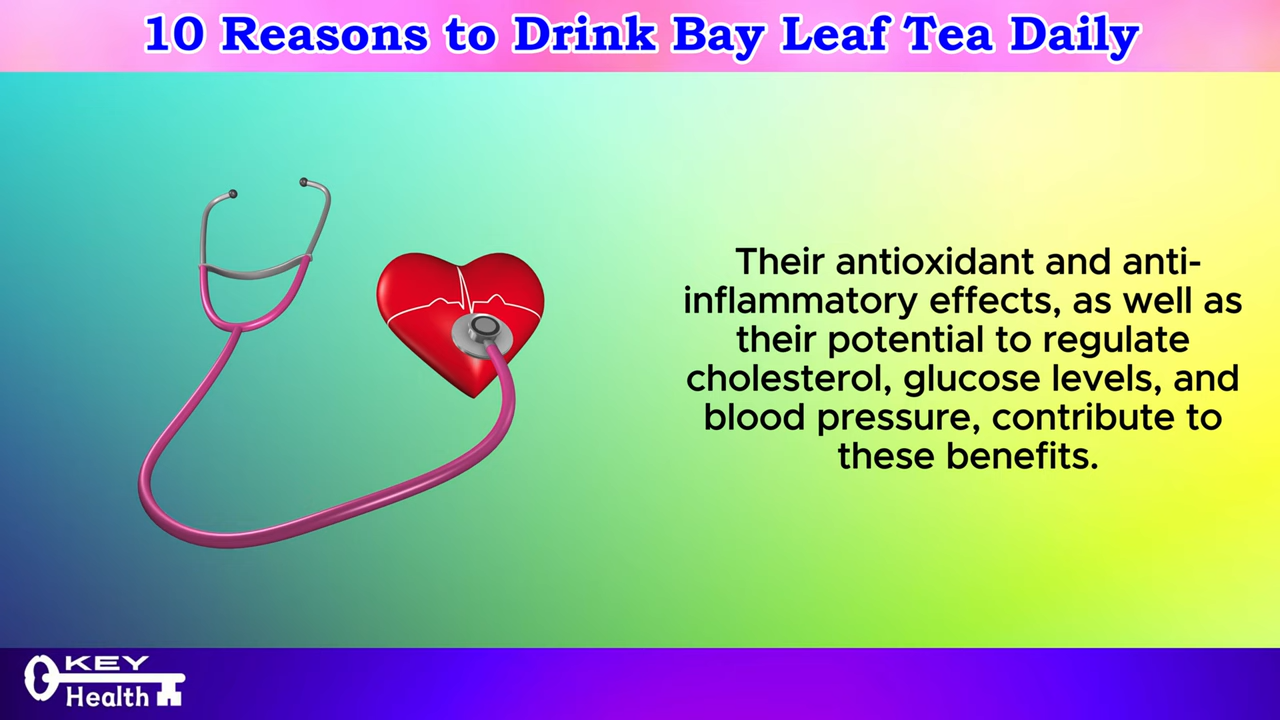 10 Reasons to Drink Bay Leaf Tea Daily
Their antioxidant and anti-
inflammatory effects, as well as
their potential to regulate
cholesterol, glucose levels, and
blood pressure, contribute to
these benefits.
KEY
Health